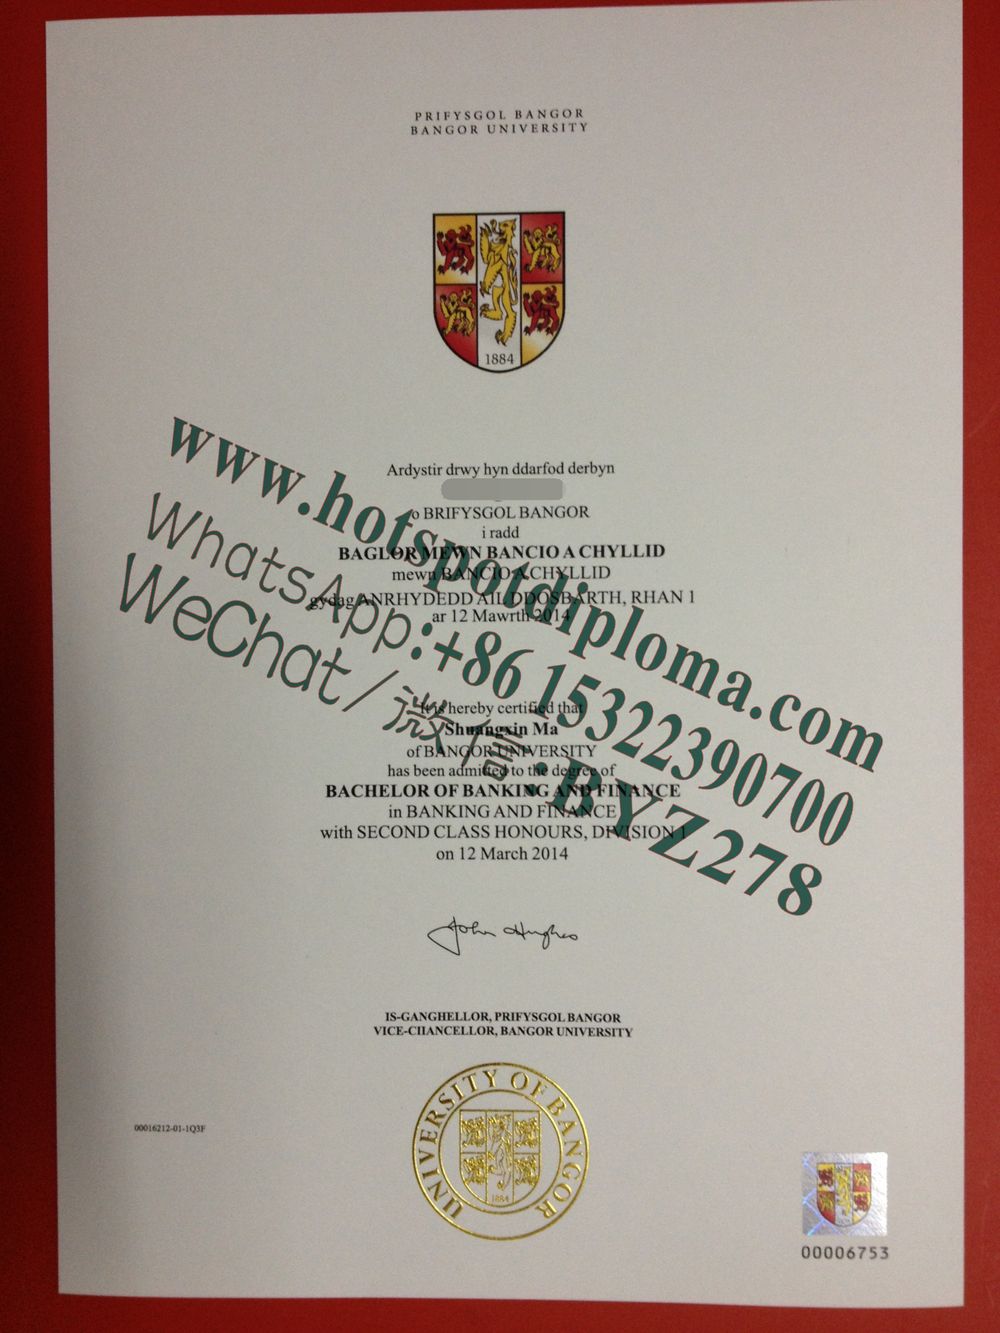 PRIFYSGOL BANGOR
BANGOR UNIVERSITY
1884
Ardystir drwy hyn ddarfod derbyn
o BRIFYSGOL BANGOR
i radd
BAGLOR MEWN BANCIO A CHYLLID
mewn BANCIO A CHYLLID
gydag ANRHYDEDD AIL DDOSBARTH, RHAN 1
ar 12 Mawrth 2014
www.hotspotdiploma.com
WhatsApp:+86 15322390700
WeChat/微信:BYZ278
It is hereby certified that
Shuangxin Ma
of BANGOR UNIVERSITY
has been admitted to the degree of
BACHELOR OF BANKING AND FINANCE
in BANKING AND FINANCE
with SECOND CLASS HONOURS, DIVISION 1
on 12 March 2014
John Hughes
IS-GANGHELLOR, PRIFYSGOL BANGOR
VICE-CHANCELLOR, BANGOR UNIVERSITY
UNIVERSITY OF BANGOR
1884
00016212-01-1Q3F
00006753